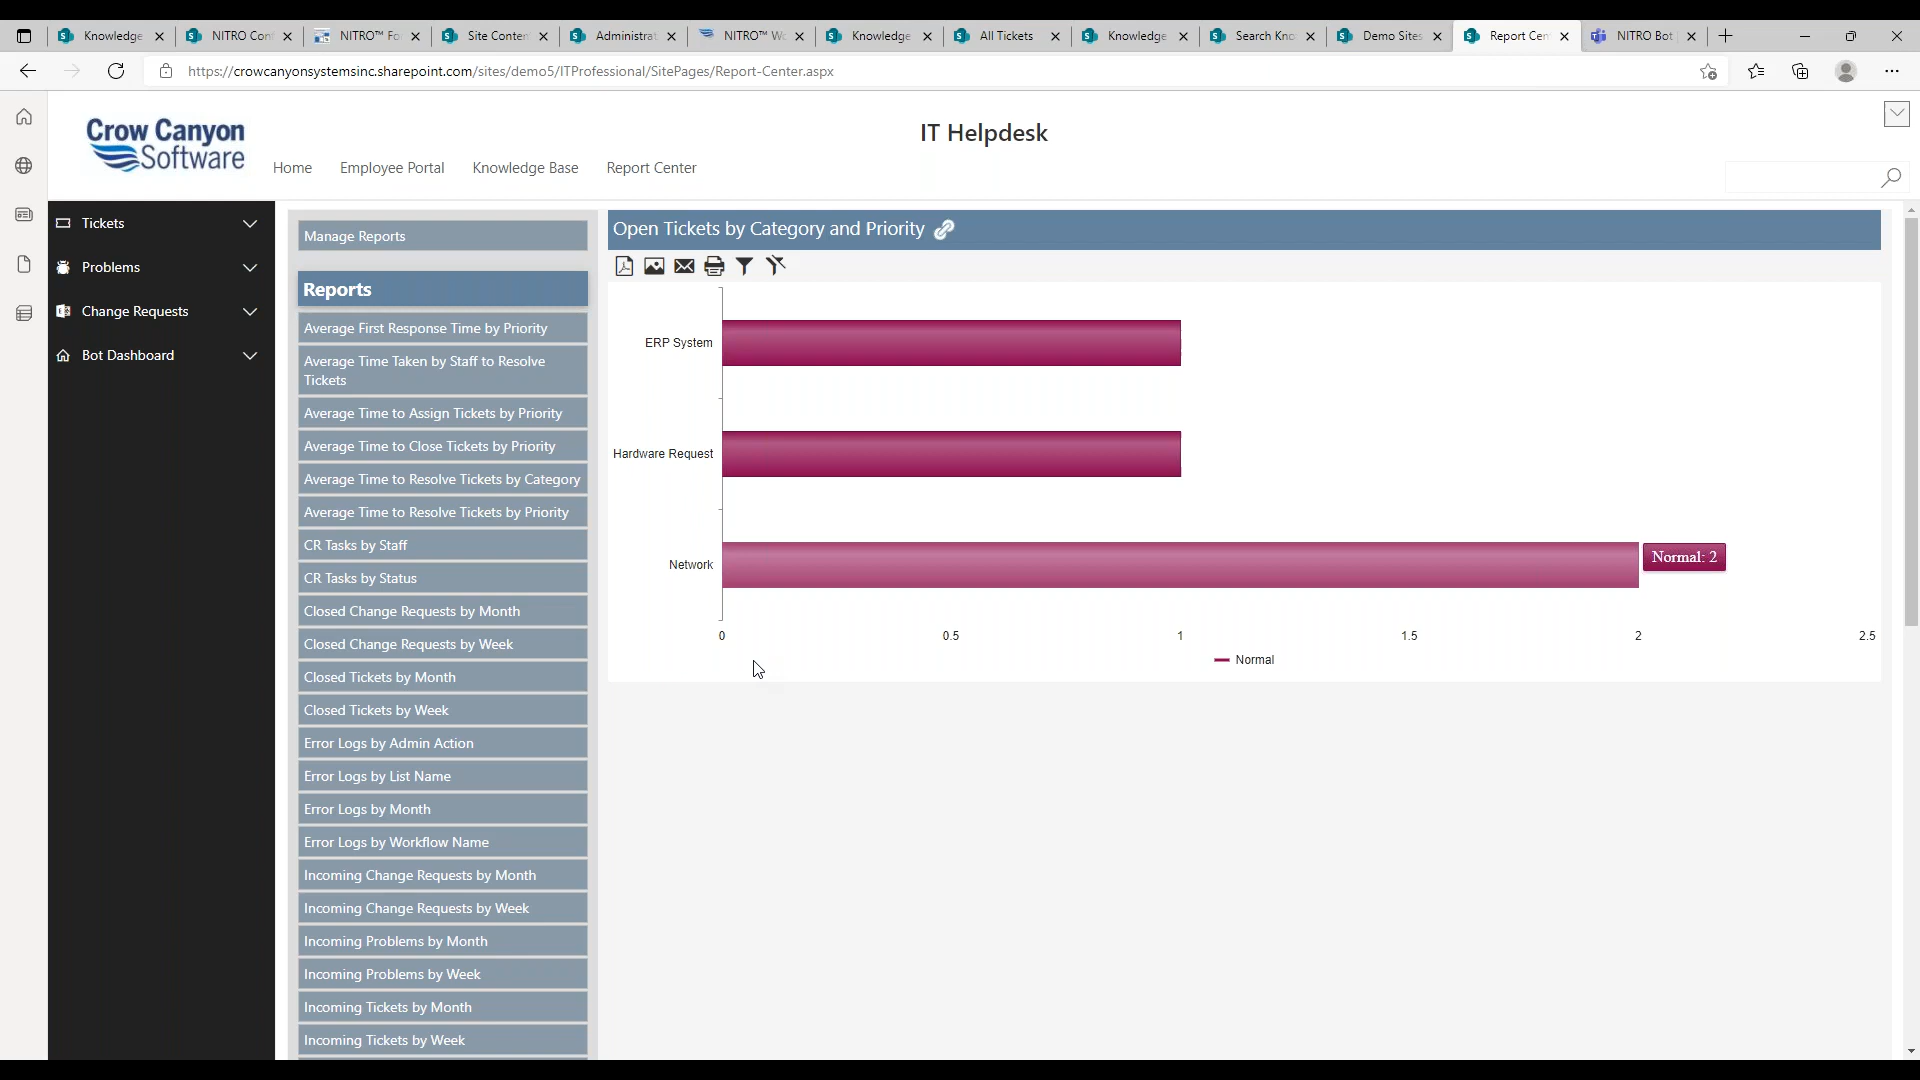 Knowledge
NITRO Con
NITRO™ Fo
Site Conten
Administrat
NITRO™ Wo
Knowledge
All Tickets
Knowledge
Search Kno
Demo Sites
Report Cen
NITRO Bot
https://crowcanyonsystemsinc.sharepoint.com/sites/demo5/ITProfessional/SitePages/Report-Center.aspx
Crow Canyon
Software
IT Helpdesk
Home
Employee Portal
Knowledge Base
Report Center
Tickets
Problems
Change Requests
Bot Dashboard
Manage Reports
Reports
Average First Response Time by Priority
Average Time Taken by Staff to Resolve
Tickets
Average Time to Assign Tickets by Priority
Average Time to Close Tickets by Priority
Average Time to Resolve Tickets by Category
Average Time to Resolve Tickets by Priority
CR Tasks by Staff
CR Tasks by Status
Closed Change Requests by Month
Closed Change Requests by Week
Closed Tickets by Month
Closed Tickets by Week
Error Logs by Admin Action
Error Logs by List Name
Error Logs by Month
Error Logs by Workflow Name
Incoming Change Requests by Month
Incoming Change Requests by Week
Incoming Problems by Month
Incoming Problems by Week
Incoming Tickets by Month
Incoming Tickets by Week
Open Tickets by Category and Priority
ERP System
Hardware Request
Network
Normal: 2
0
0.5
1
1.5
2
2.5
Normal